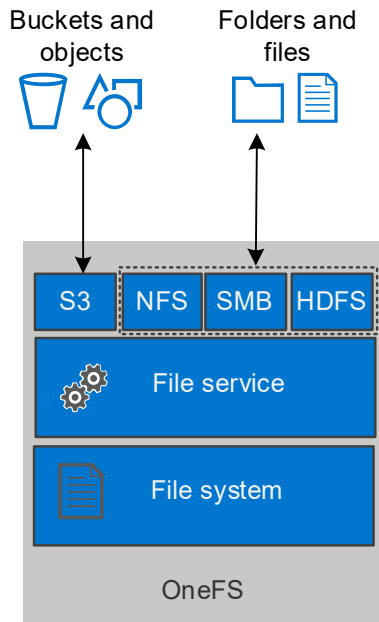 Buckets and
objects
Folders and
files
S3
NFS
SMB
HDFS
File service
File system
OneFS